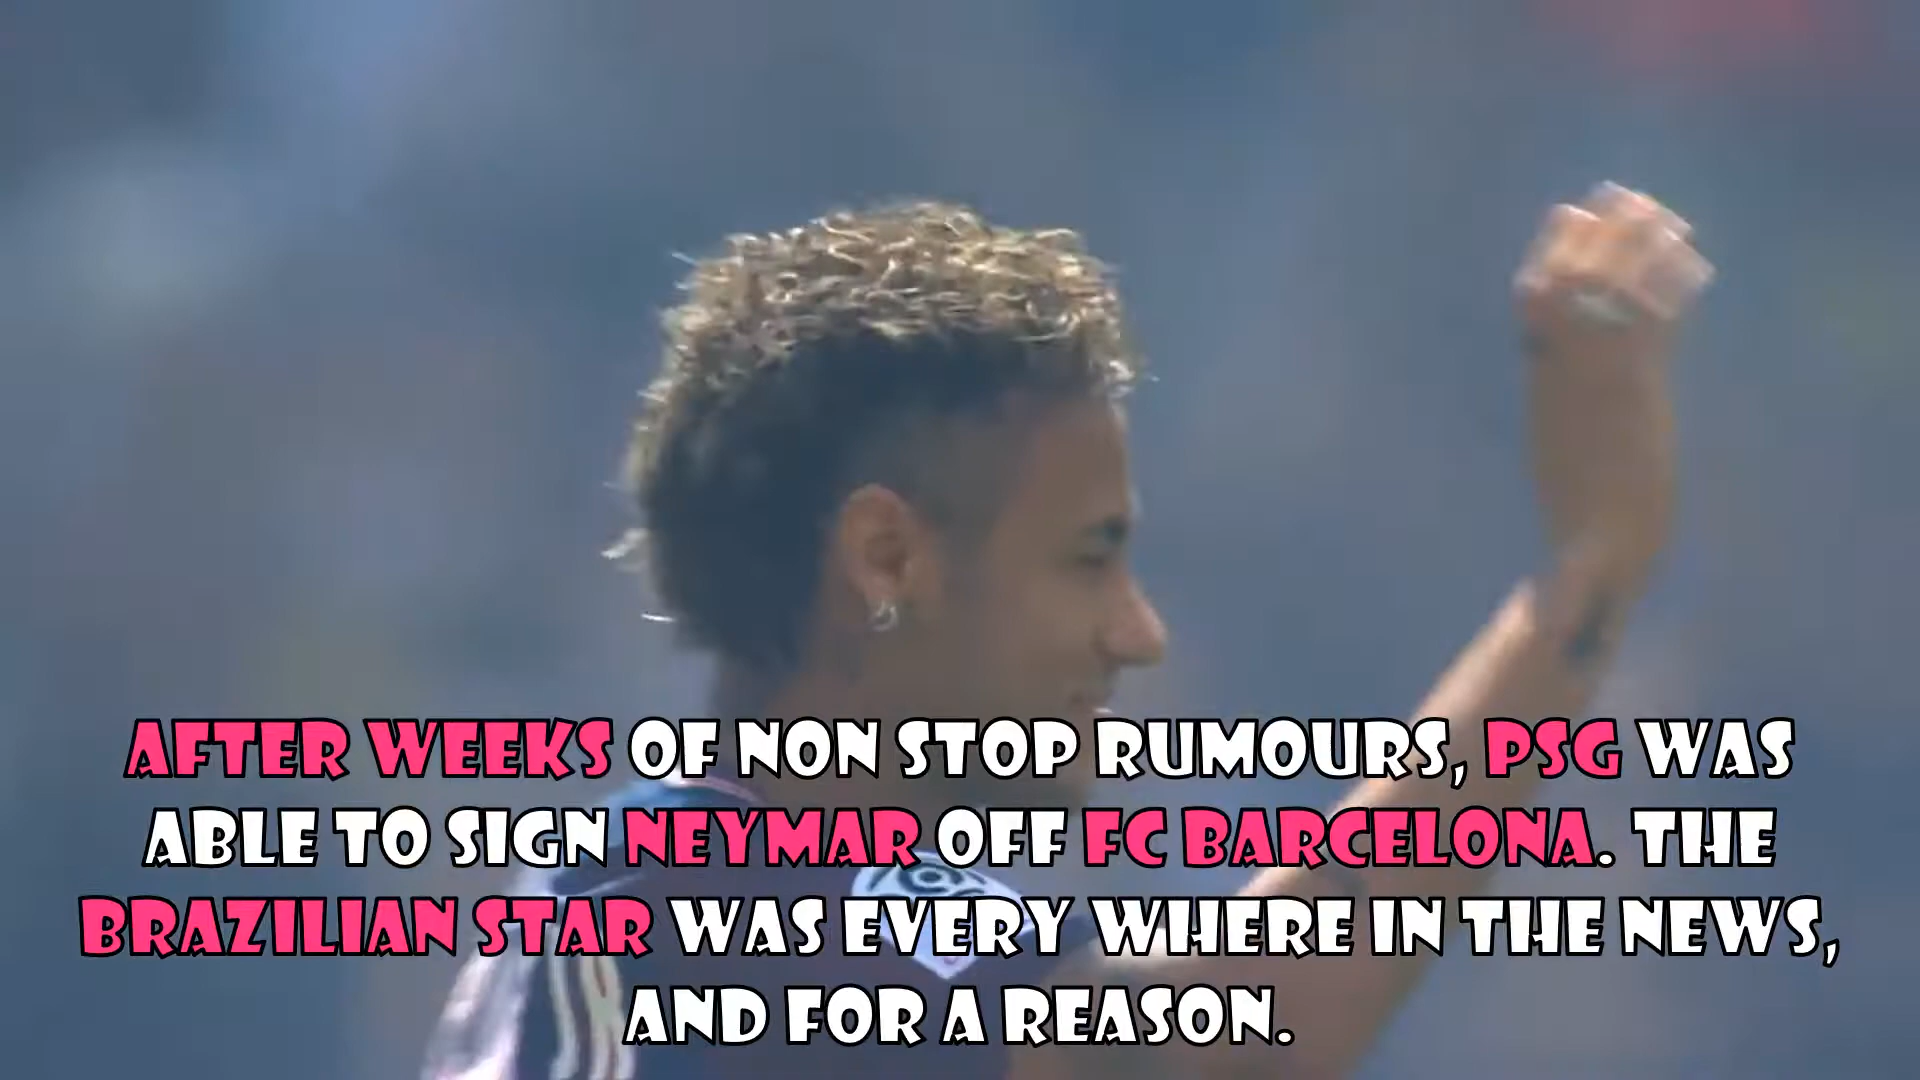 AFTER WEEKS OF NON STOP RUMOURS, PSG WAS
ABLE TO SIGN NEYMAR OFF FC BARCELONA. THE
BRAZILIAN STAR WAS EVERY WHERE IN THE NEWS,
AND FOR A REASON.